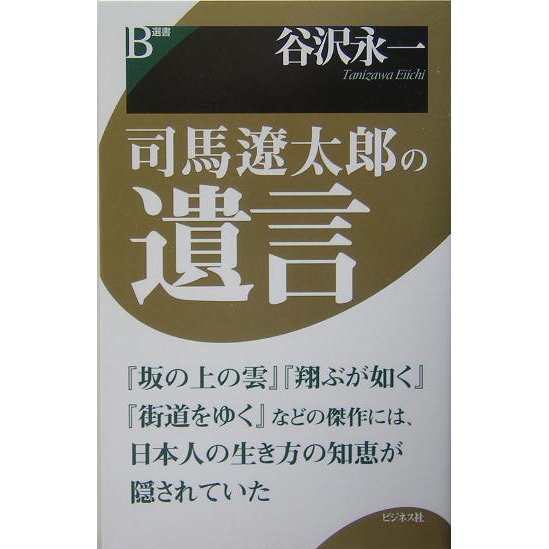 B選書
谷沢永一
Tanizawa Eiichi
司馬遼太郎の
遺言
『坂の上の雲』『翔ぶが如く』
『街道をゆく』などの傑作には、
日本人の生き方の知恵が
隠されていた
ビジネス社